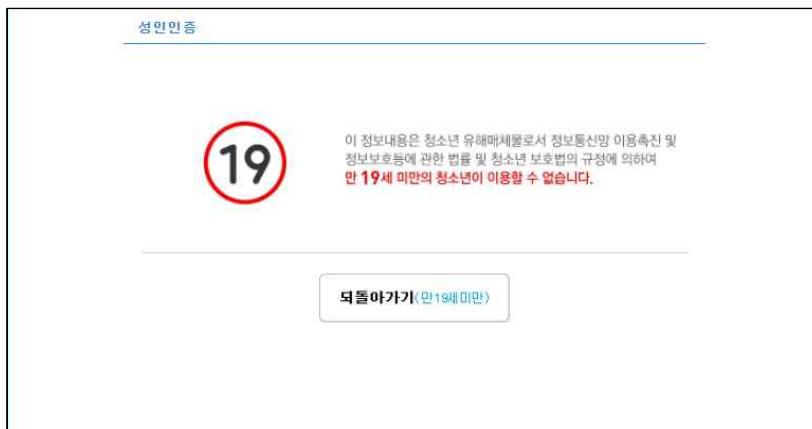 성인인증
19
이 정보내용은 청소년 유해매체물로서 정보통신망 이용촉진 및
정보보호등에 관한 법률 및 청소년 보호법의 규정에 의하여
만 19세 미만의 청소년이 이용할 수 없습니다.
되돌아가기(만19세미만)